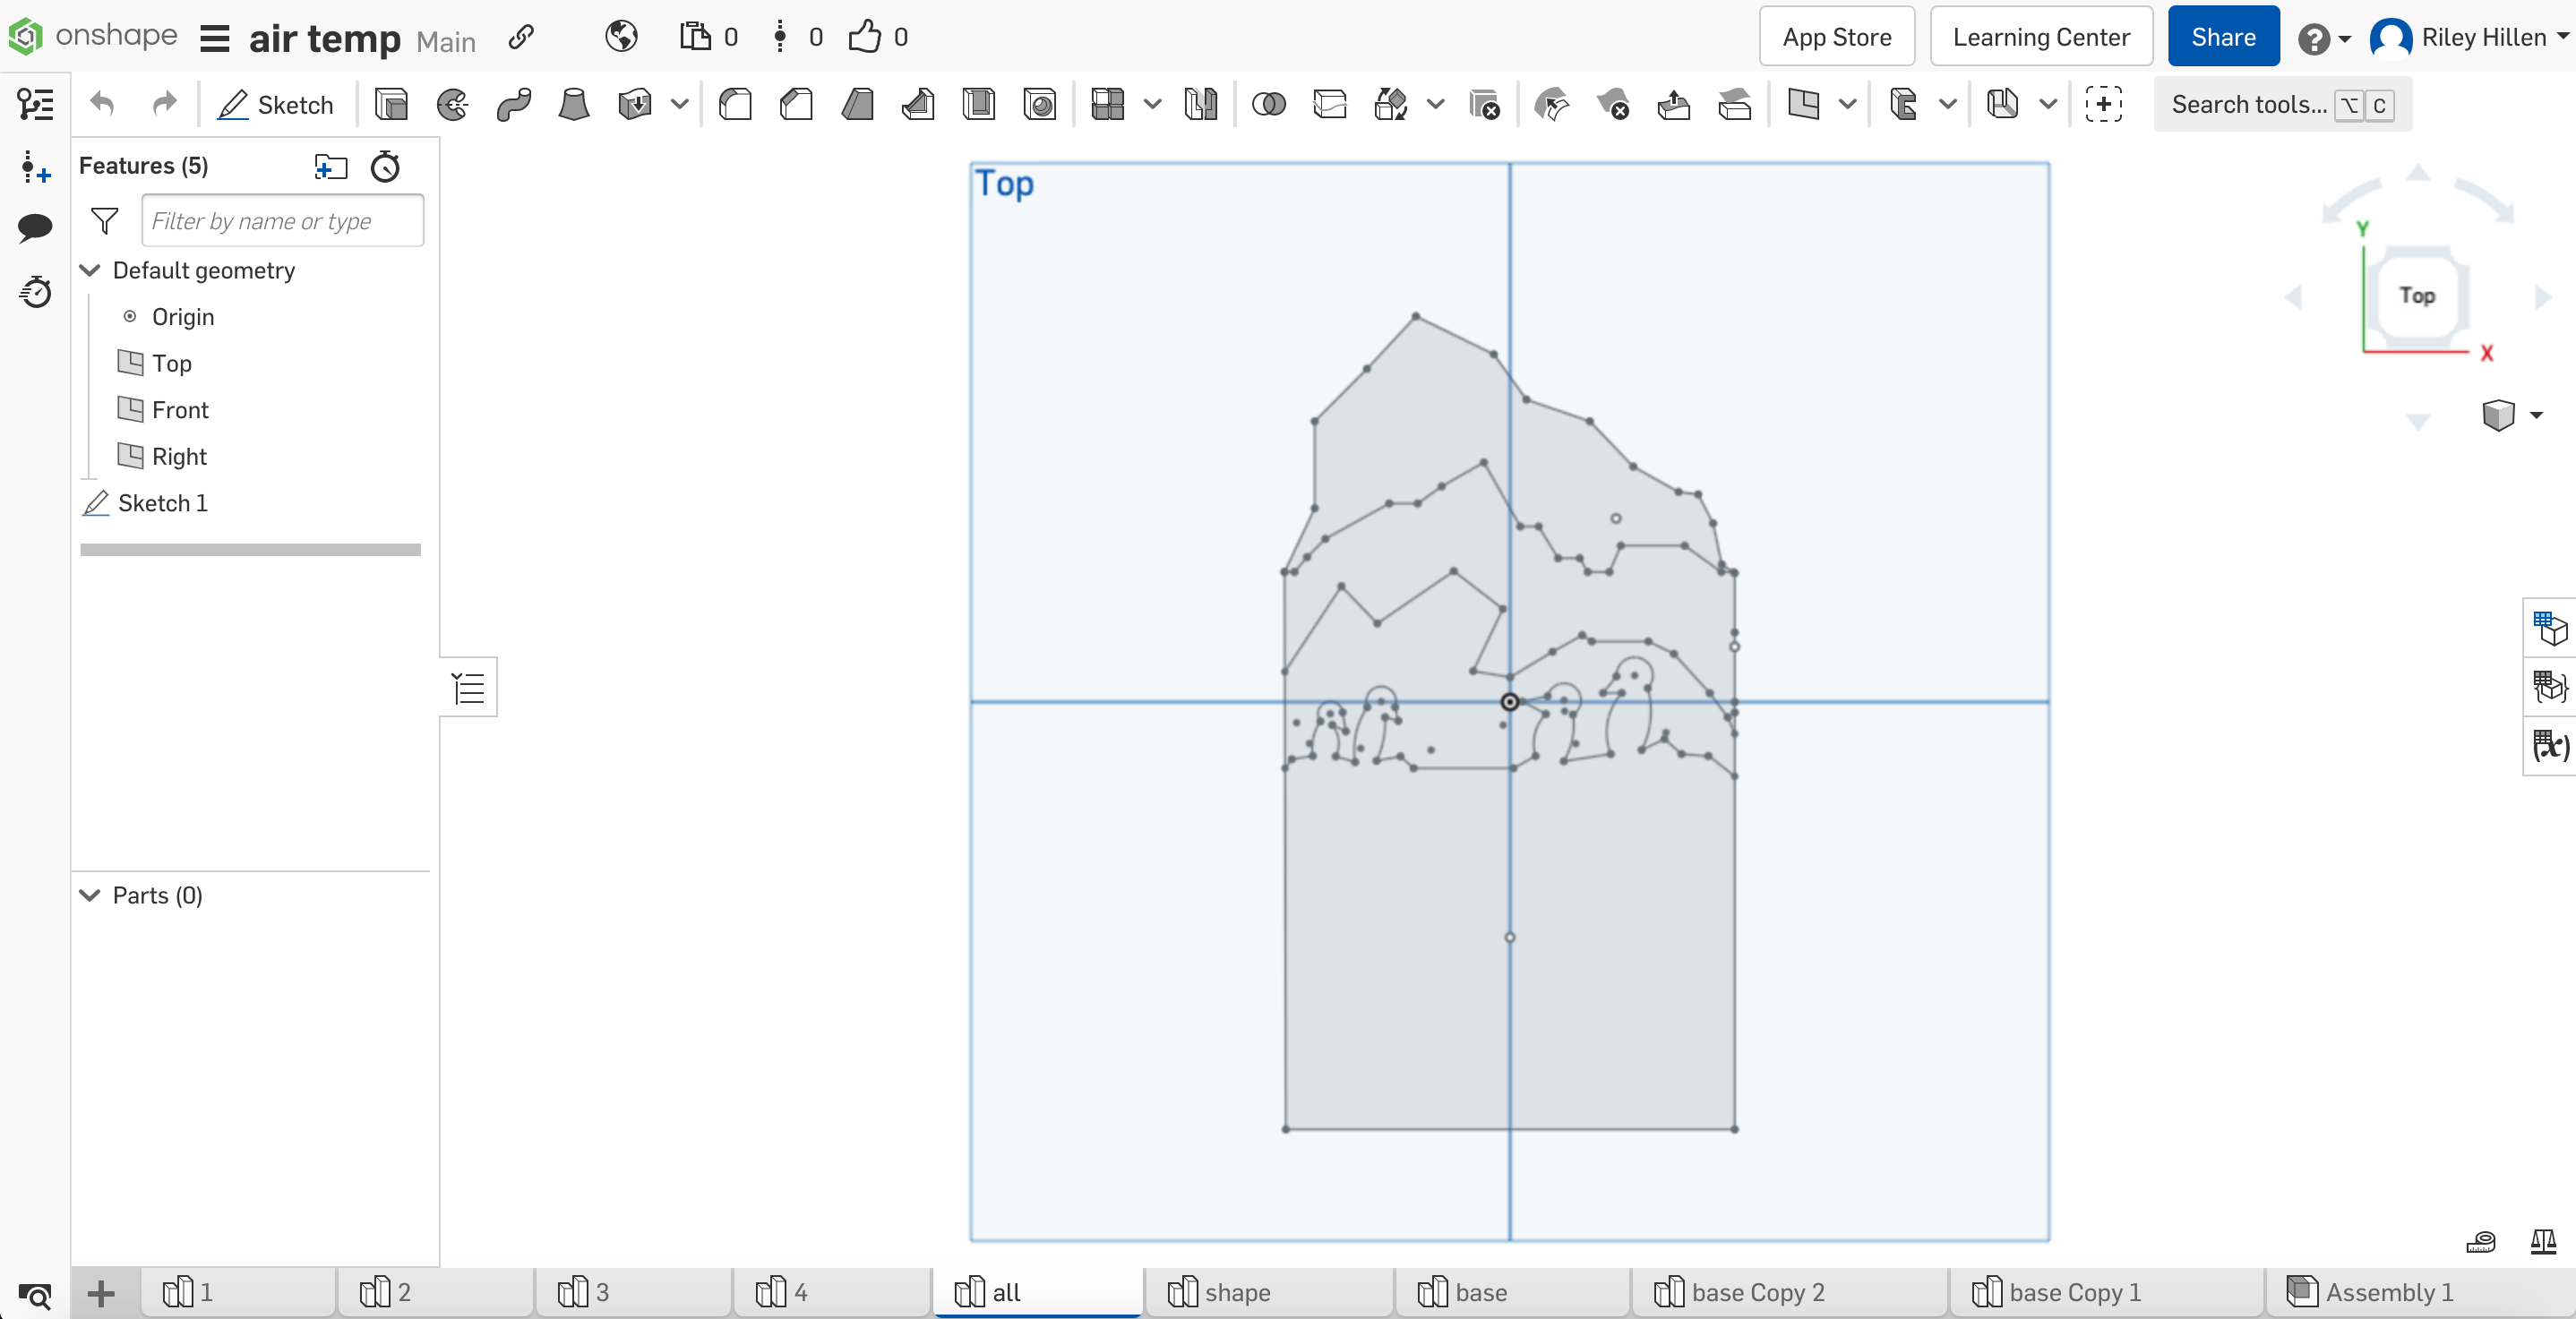 onshape air temp Main 0 0 0 App Store Learning Center Share ? Riley Hillen
Sketch Search tools... ⌥ C
Features (5)
Filter by name or type
Default geometry
Origin
Top
Front
Right
Sketch 1
Parts (0)
Top
Y
Top
X
(x)
1 2 3 4 all shape base base Copy 2 base Copy 1 Assembly 1